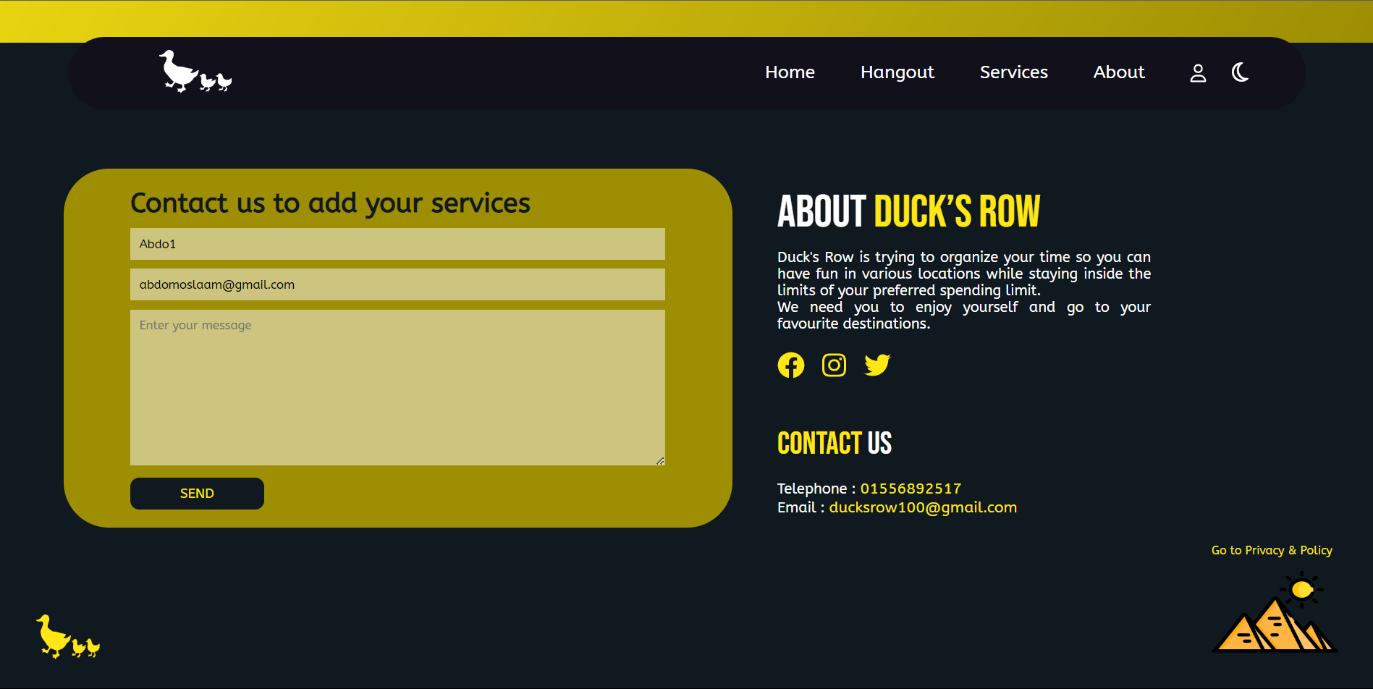 Home Hangout Services About
Contact us to add your services
Abdo1
abdomoslaam@gmail.com
Enter your message
SEND
ABOUT DUCK’S ROW
Duck's Row is trying to organize your time so you can
have fun in various locations while staying inside the
limits of your preferred spending limit.
We need you to enjoy yourself and go to your
favourite destinations.
CONTACT US
Telephone : 01556892517
Email : ducksrow100@gmail.com
Go to Privacy & Policy